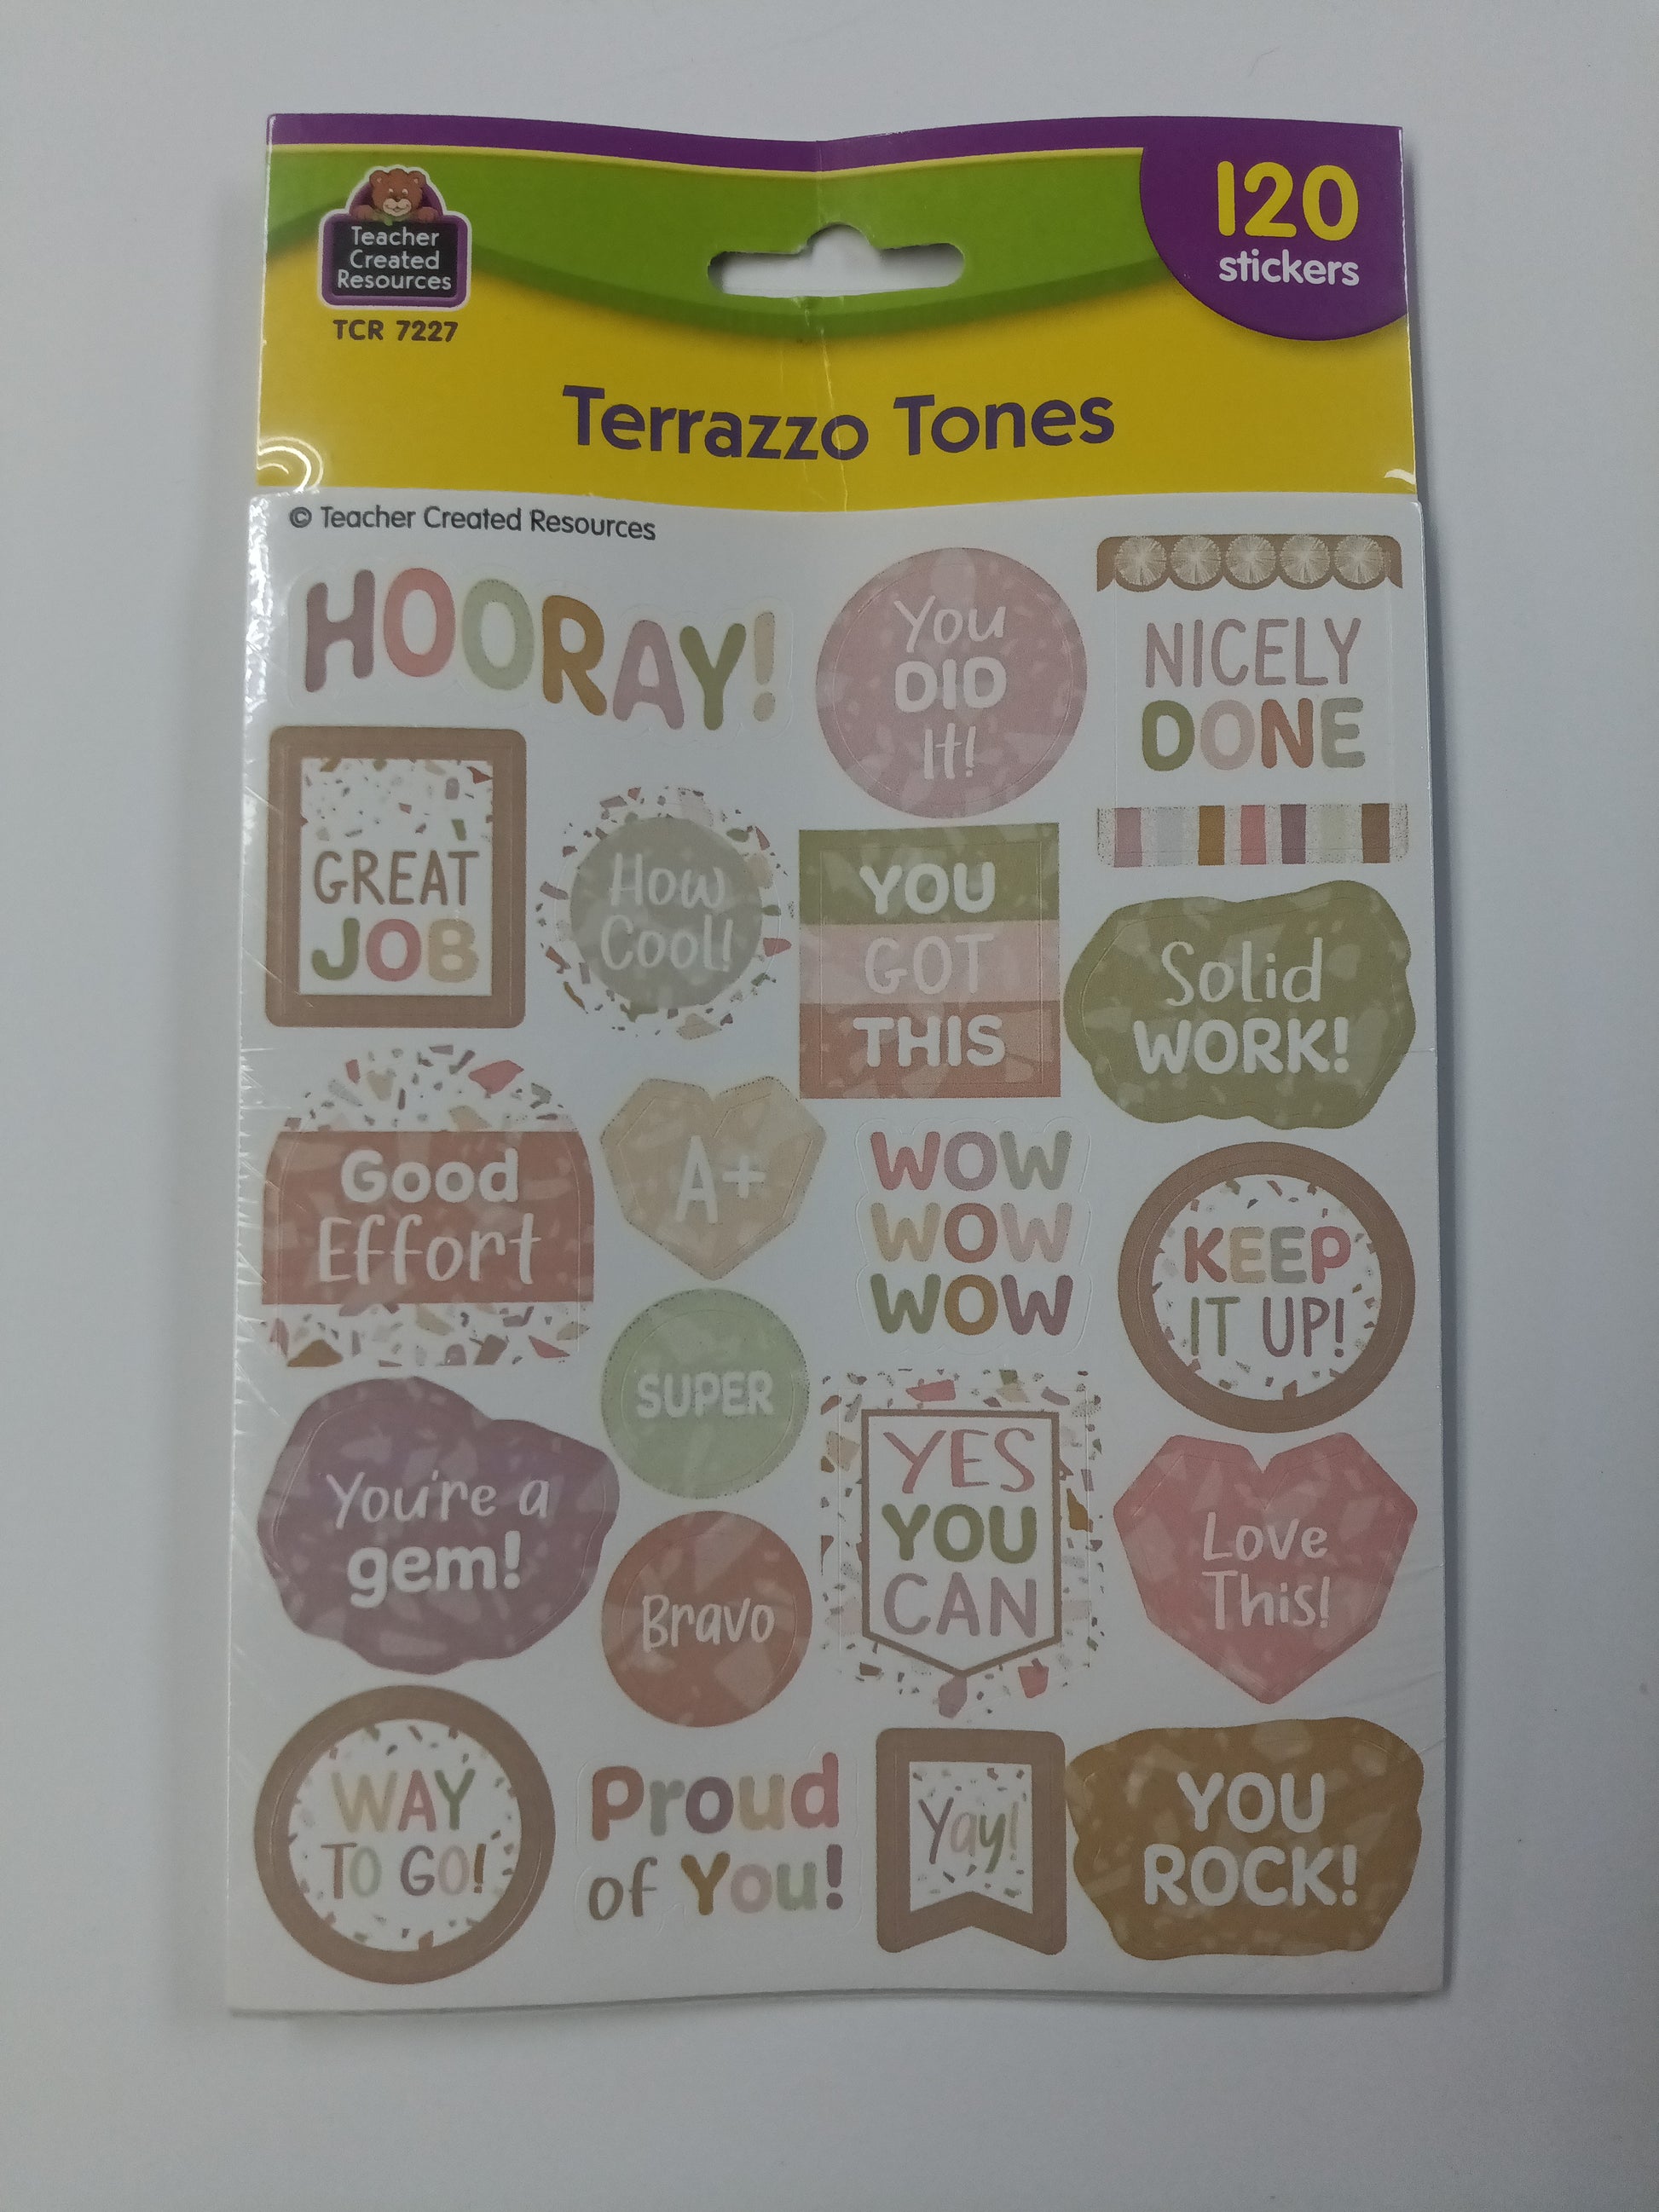 Teacher
Created
Resources
TCR 7227
120
stickers
Terrazzo Tones
© Teacher Created Resources
HOORAY!
You
DID
It!
NICELY
DONE
GREAT
JOB
How
Cool!
YOU
GOT
THIS
Solid
WORK!
Good
Effort
A+
WOW
WOW
WOW
KEEP
IT UP!
SUPER
You're a
gem!
Bravo
YES
YOU
CAN
Love
This!
WAY
TO GO!
Proud
of You!
Yay!
YOU
ROCK!